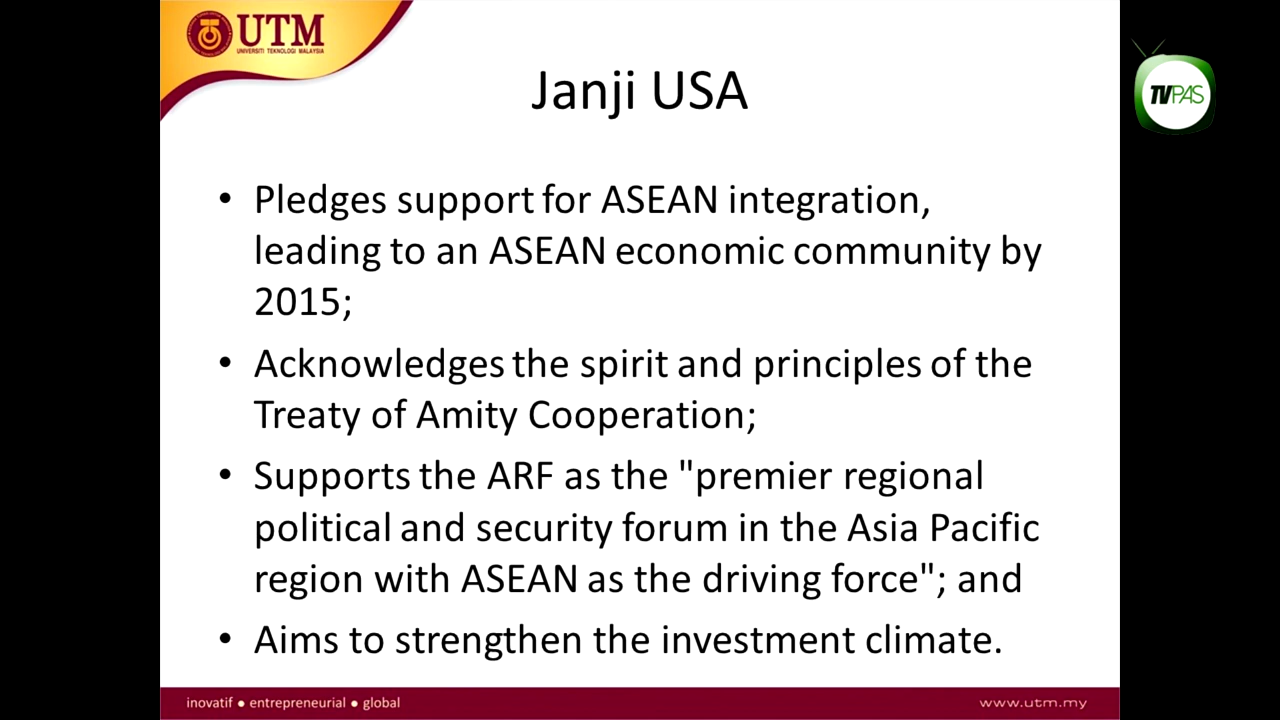 UTM
UNIVERSITI TEKNOLOGI MALAYSIA
TVPAS
Janji USA
• Pledges support for ASEAN integration,
leading to an ASEAN economic community by
2015;
• Acknowledges the spirit and principles of the
Treaty of Amity Cooperation;
• Supports the ARF as the "premier regional
political and security forum in the Asia Pacific
region with ASEAN as the driving force"; and
• Aims to strengthen the investment climate.
inovatif ● entrepreneurial ● global
www.utm.my